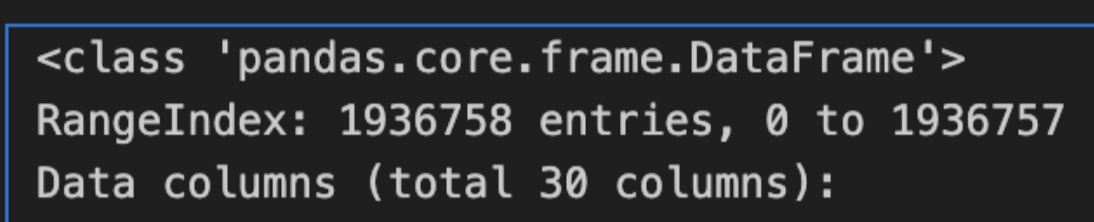 <class 'pandas.core.frame.DataFrame'>
RangeIndex: 1936758 entries, 0 to 1936757
Data columns (total 30 columns):